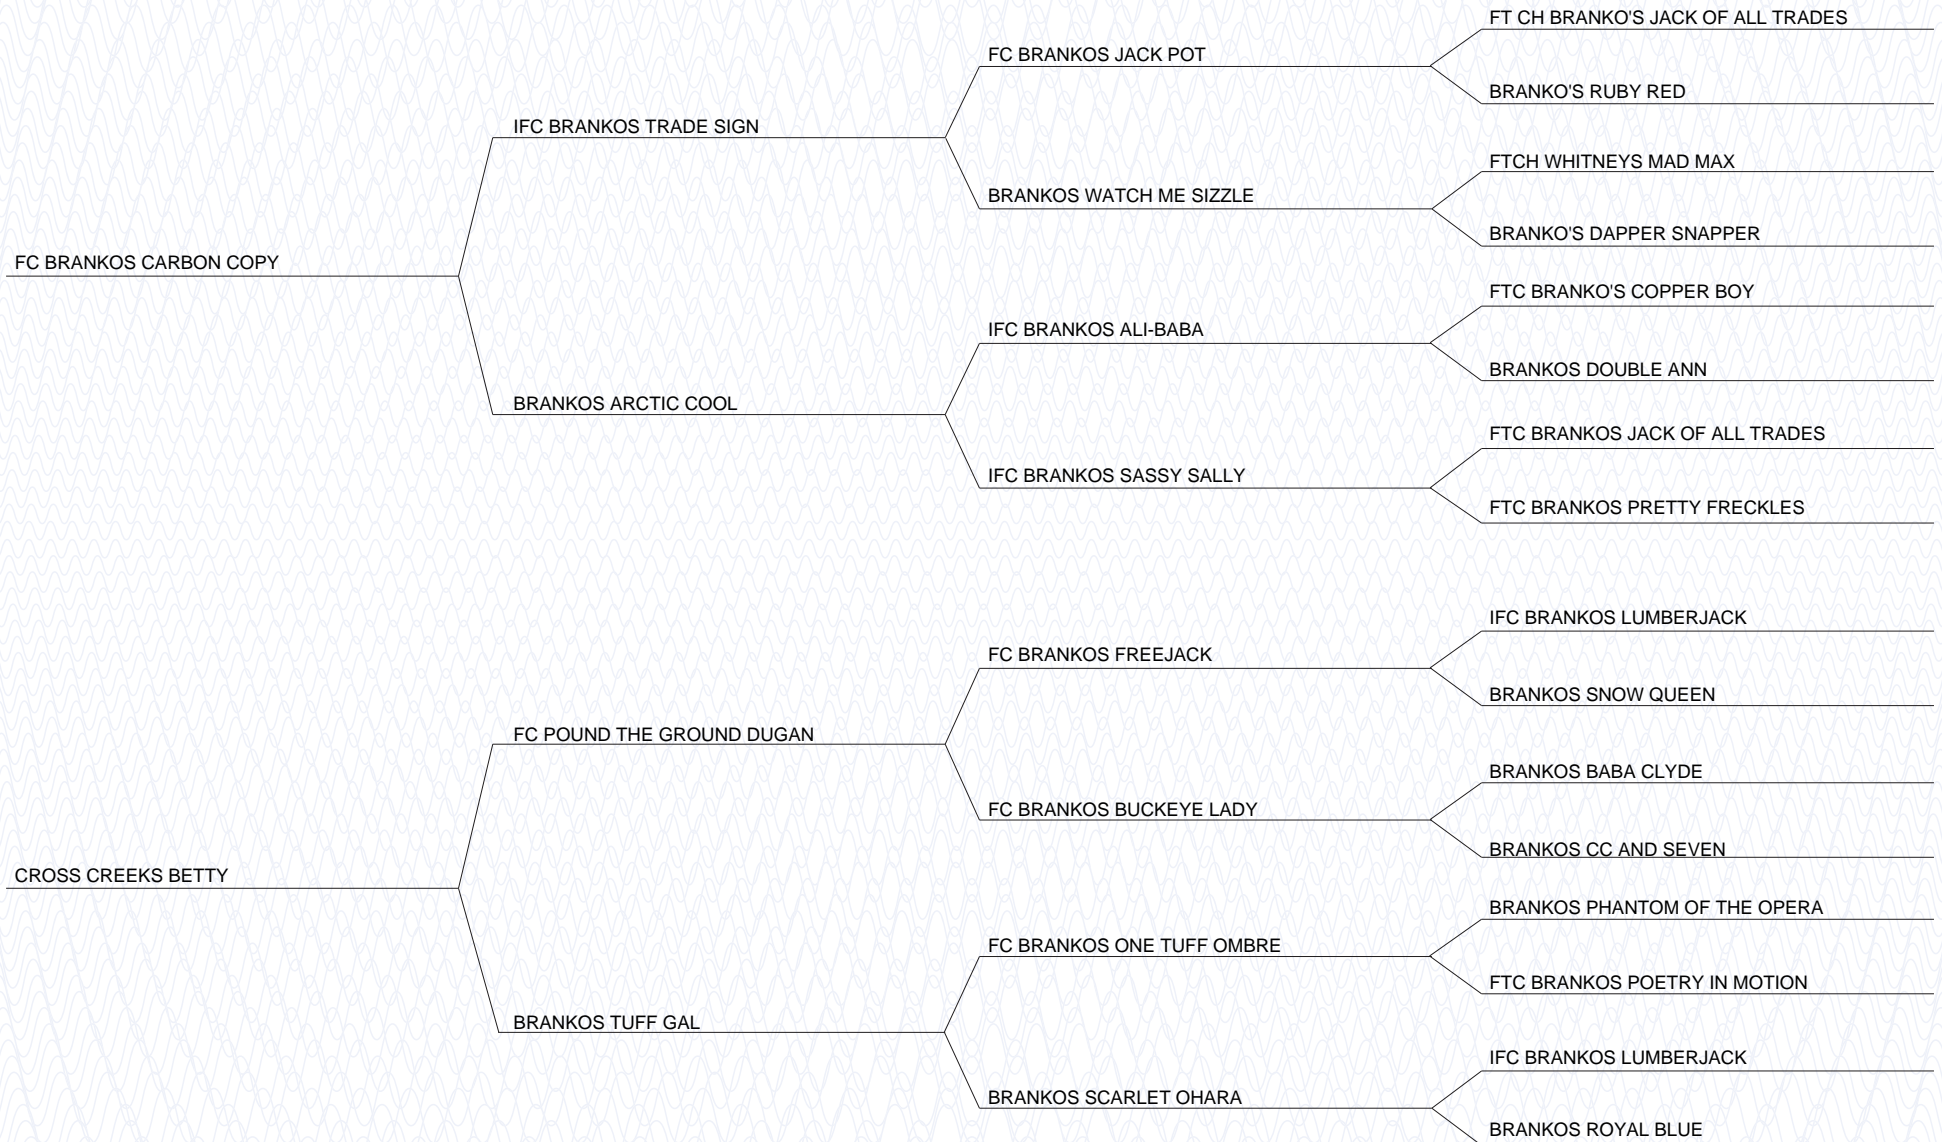 FT CH BRANKO'S JACK OF ALL TRADES
FC BRANKOS JACK POT
BRANKO'S RUBY RED
IFC BRANKOS TRADE SIGN
FTCH WHITNEYS MAD MAX
BRANKOS WATCH ME SIZZLE
BRANKO'S DAPPER SNAPPER
FC BRANKOS CARBON COPY
FTC BRANKO'S COPPER BOY
IFC BRANKOS ALI-BABA
BRANKOS DOUBLE ANN
BRANKOS ARCTIC COOL
FTC BRANKOS JACK OF ALL TRADES
IFC BRANKOS SASSY SALLY
FTC BRANKOS PRETTY FRECKLES
IFC BRANKOS LUMBERJACK
FC BRANKOS FREEJACK
BRANKOS SNOW QUEEN
FC POUND THE GROUND DUGAN
BRANKOS BABA CLYDE
FC BRANKOS BUCKEYE LADY
BRANKOS CC AND SEVEN
CROSS CREEKS BETTY
BRANKOS PHANTOM OF THE OPERA
FC BRANKOS ONE TUFF OMBRE
FTC BRANKOS POETRY IN MOTION
BRANKOS TUFF GAL
IFC BRANKOS LUMBERJACK
BRANKOS SCARLET OHARA
BRANKOS ROYAL BLUE